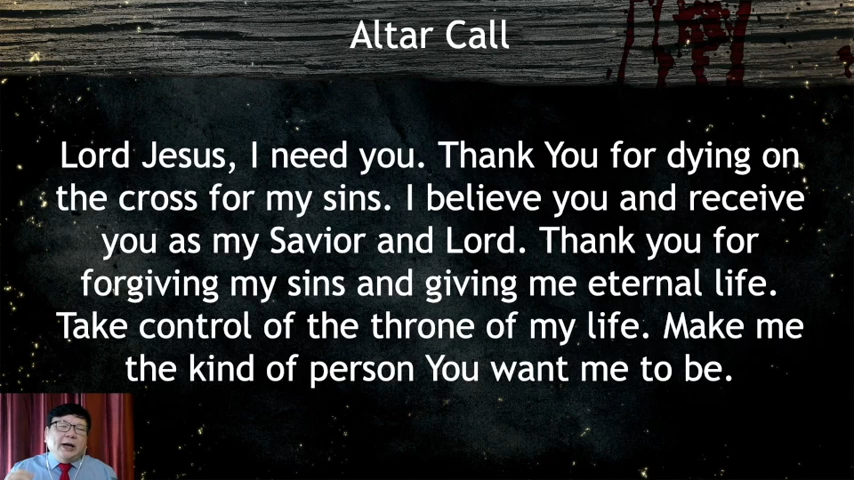 Altar Call
Lord Jesus, I need you. Thank You for dying on
the cross for my sins. I believe you and receive
you as my Savior and Lord. Thank you for
forgiving my sins and giving me eternal life.
Take control of the throne of my life. Make me
the kind of person You want me to be.